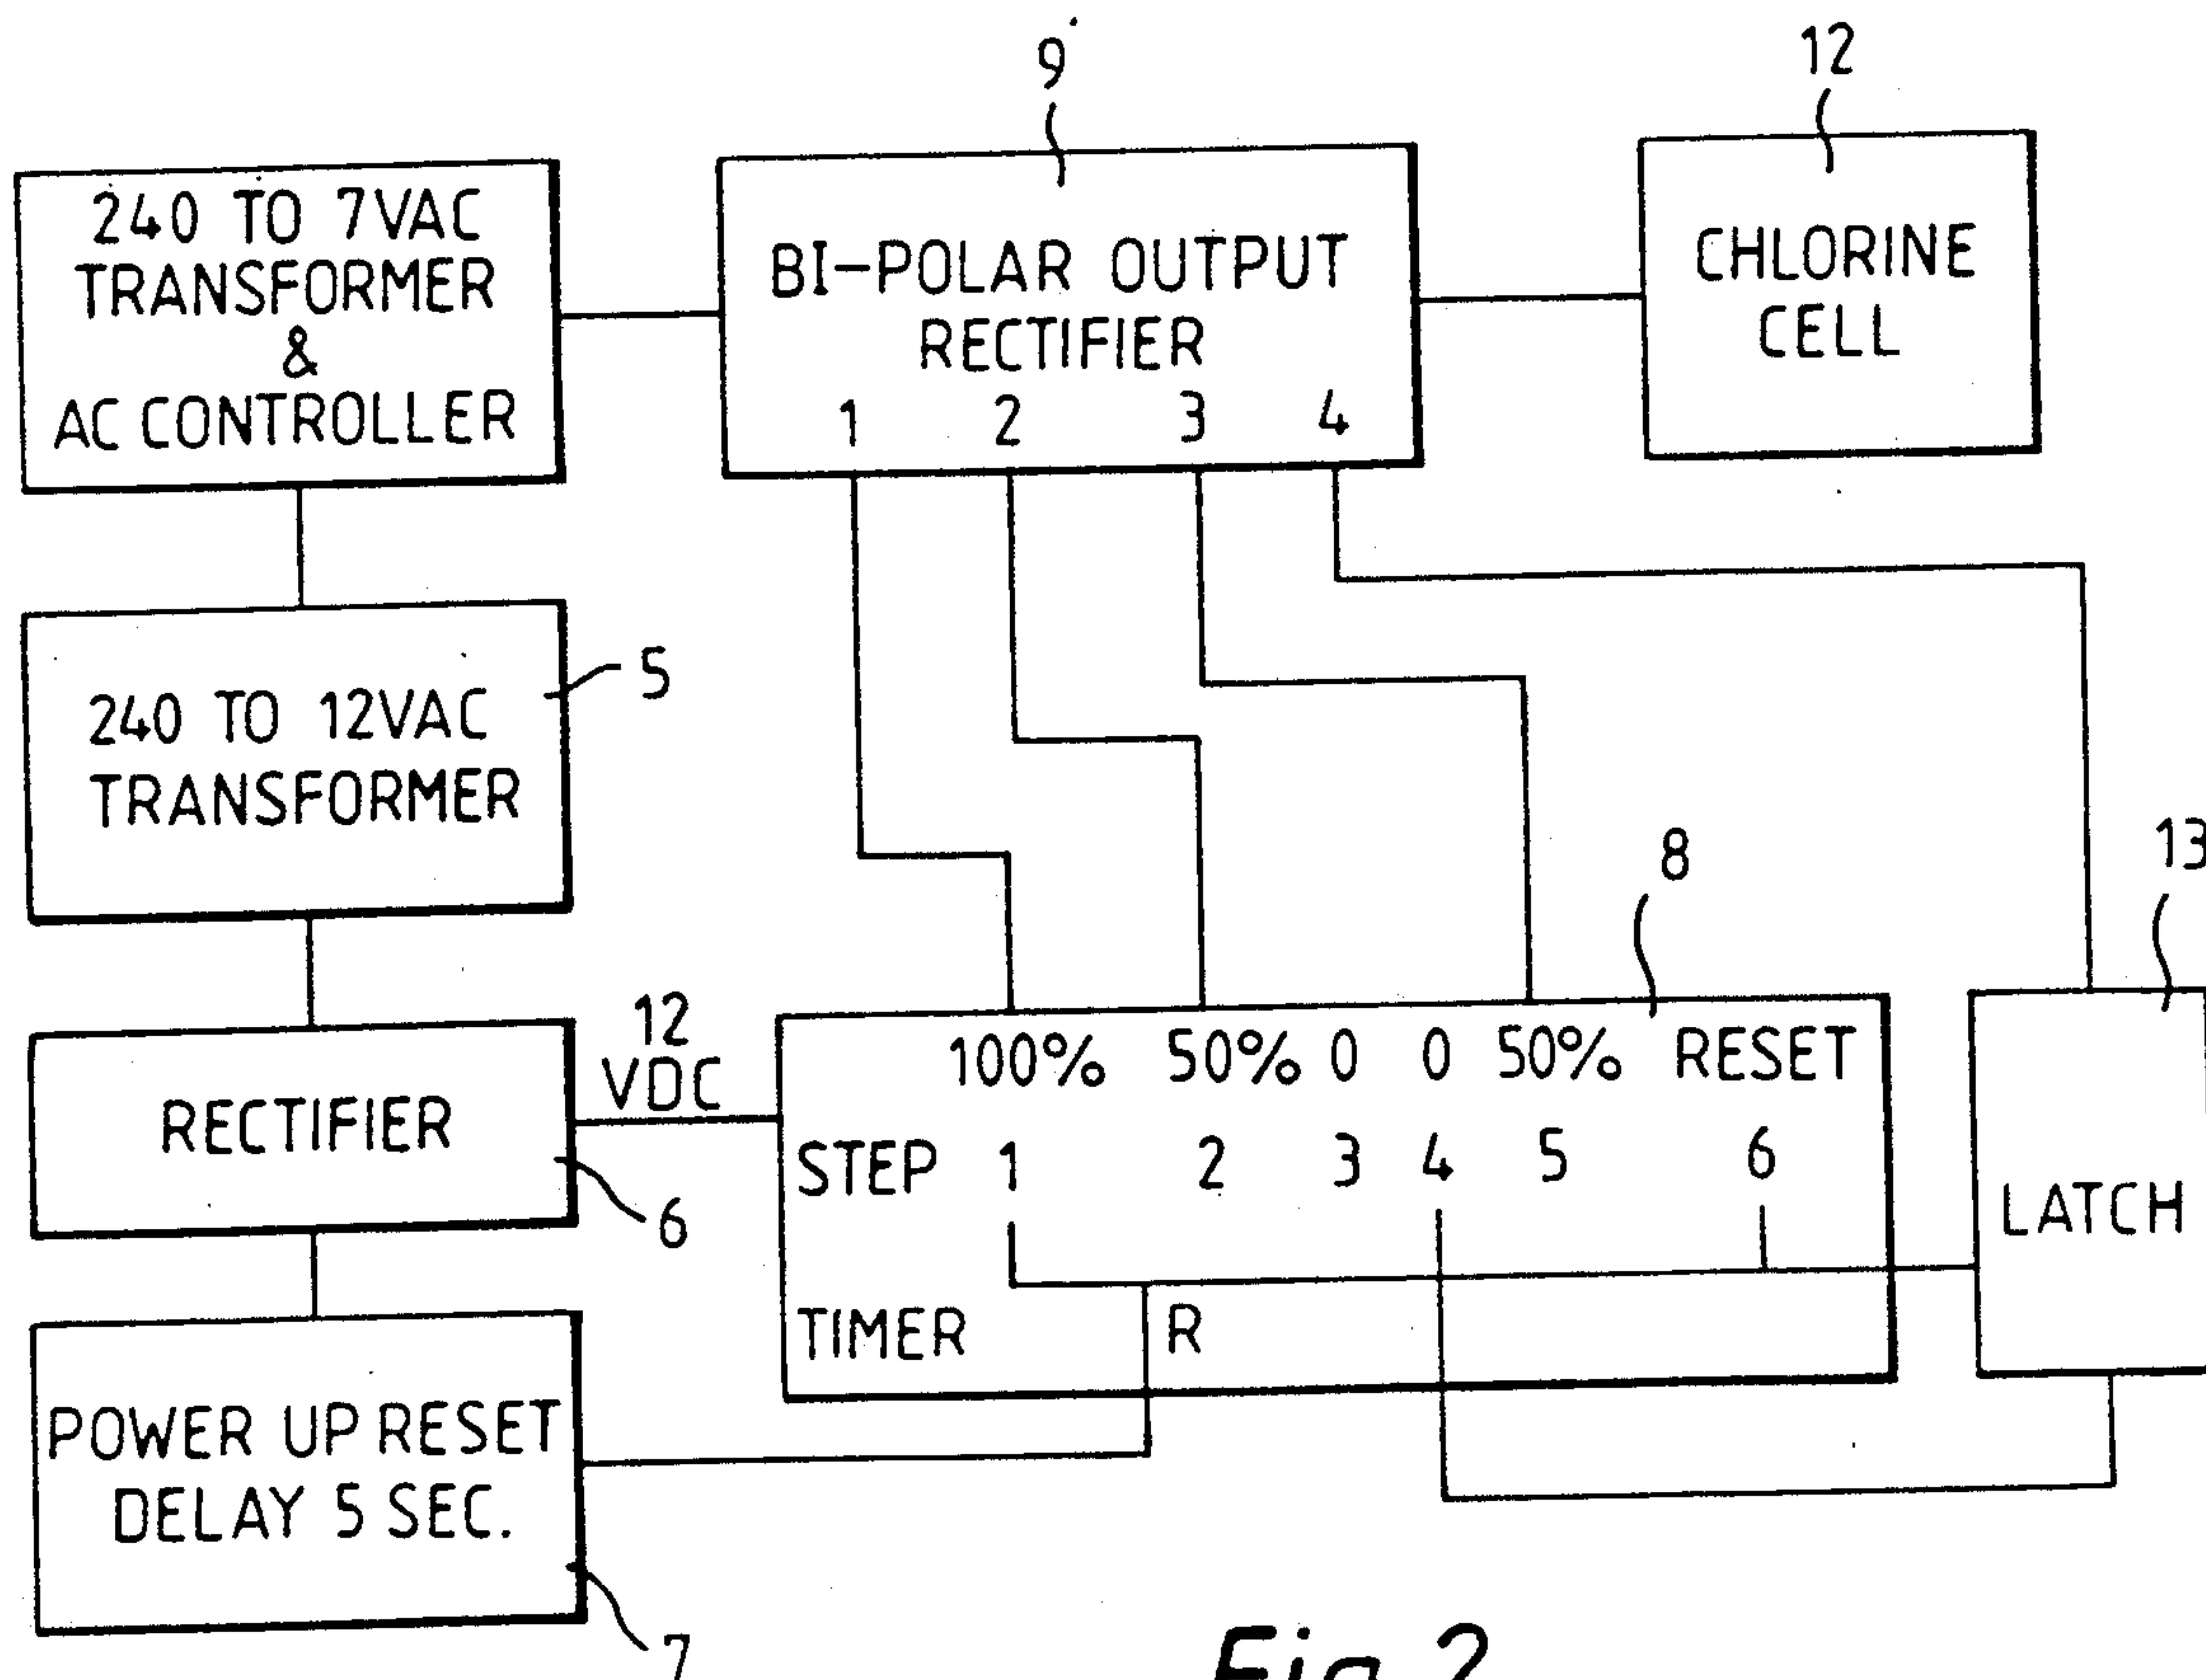 9
12
240 TO 7VAC
TRANSFORMER
&
AC CONTROLLER
BI-POLAR OUTPUT
RECTIFIER
1 2 3 4
CHLORINE
CELL
5
240 TO 12VAC
TRANSFORMER
8
13
12
VDC
RECTIFIER
6
100% 50% 0 0 50% RESET
STEP 1 2 3 4 5 6
TIMER R
LATCH
POWER UP RESET
DELAY 5 SEC.
7
Fig 2